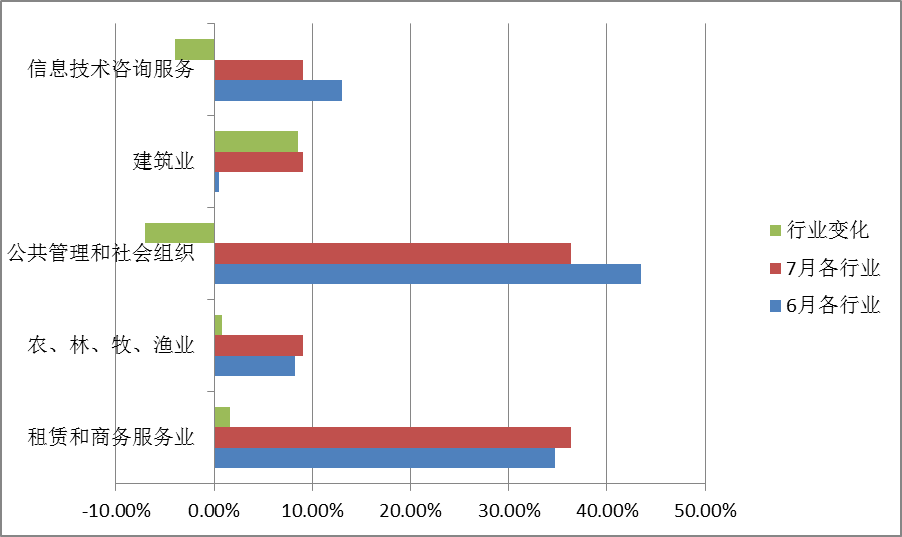 信息技术咨询服务
建筑业
公共管理和社会组织
农、林、牧、渔业
租赁和商务服务业
-10.00% 0.00% 10.00% 20.00% 30.00% 40.00% 50.00%
行业变化
7月各行业
6月各行业